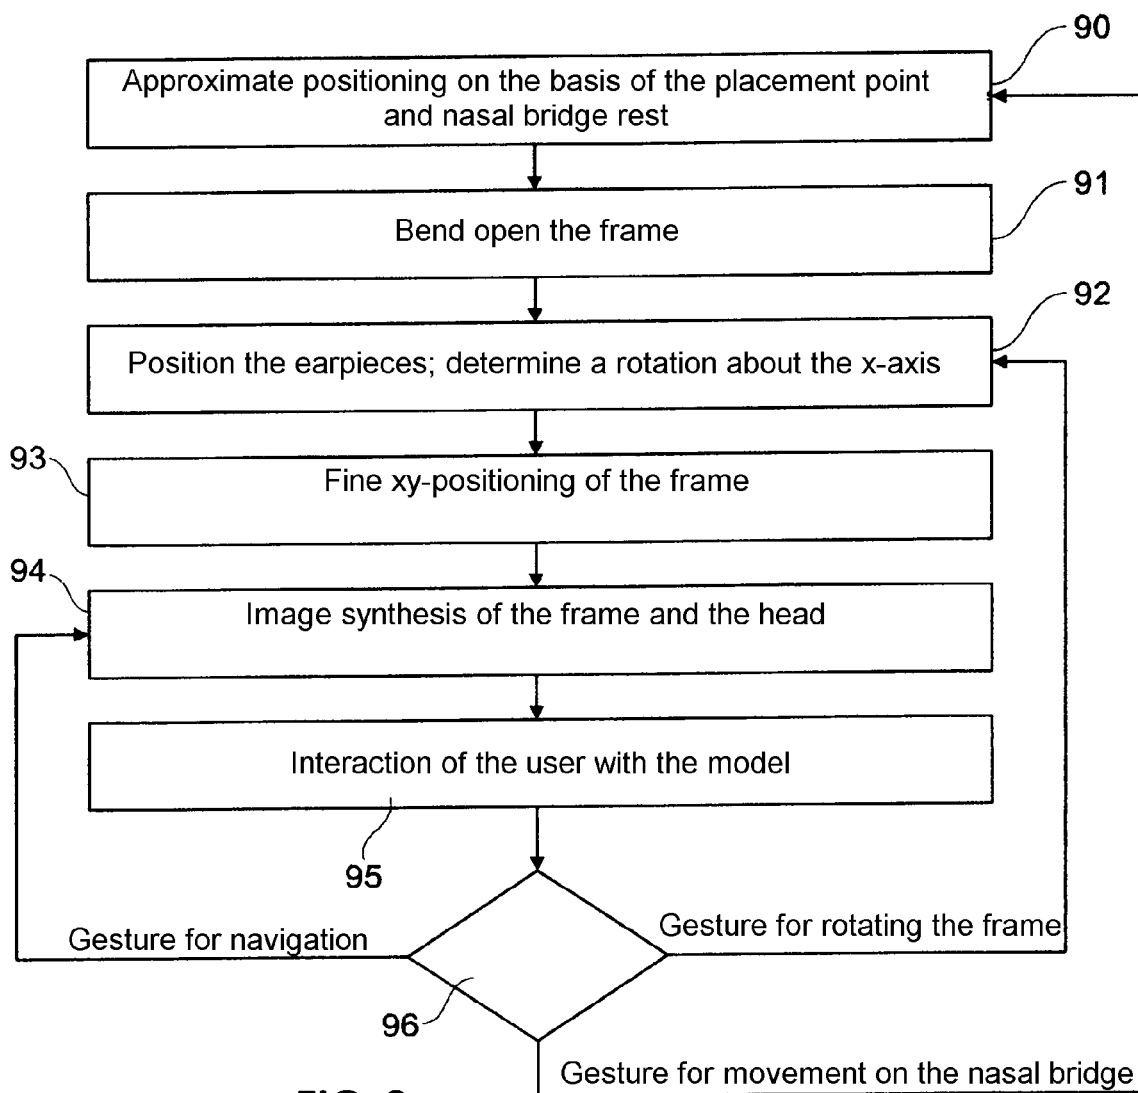 90
Approximate positioning on the basis of the placement point
and nasal bridge rest
91
Bend open the frame
92
Position the earpieces; determine a rotation about the x-axis
93
Fine xy-positioning of the frame
94
Image synthesis of the frame and the head
Interaction of the user with the model
95
Gesture for navigation
Gesture for rotating the frame
96
Gesture for movement on the nasal bridge